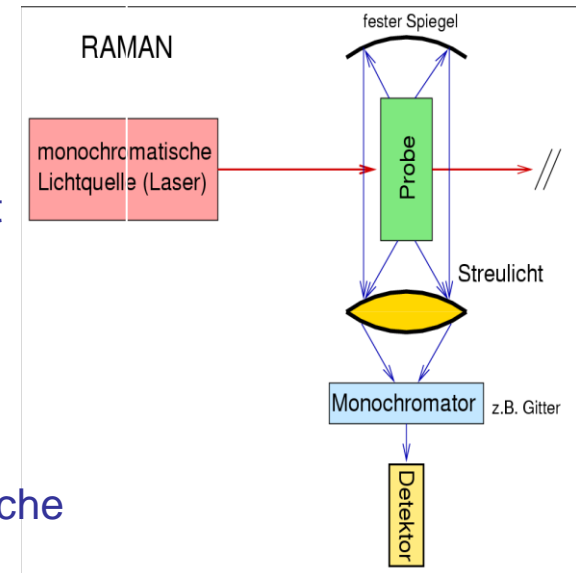 fester Spiegel
RAMAN
monochromatische
Lichtquelle (Laser)
Probe
Streulicht
Monochromator
z.B. Gitter
Detektor
che